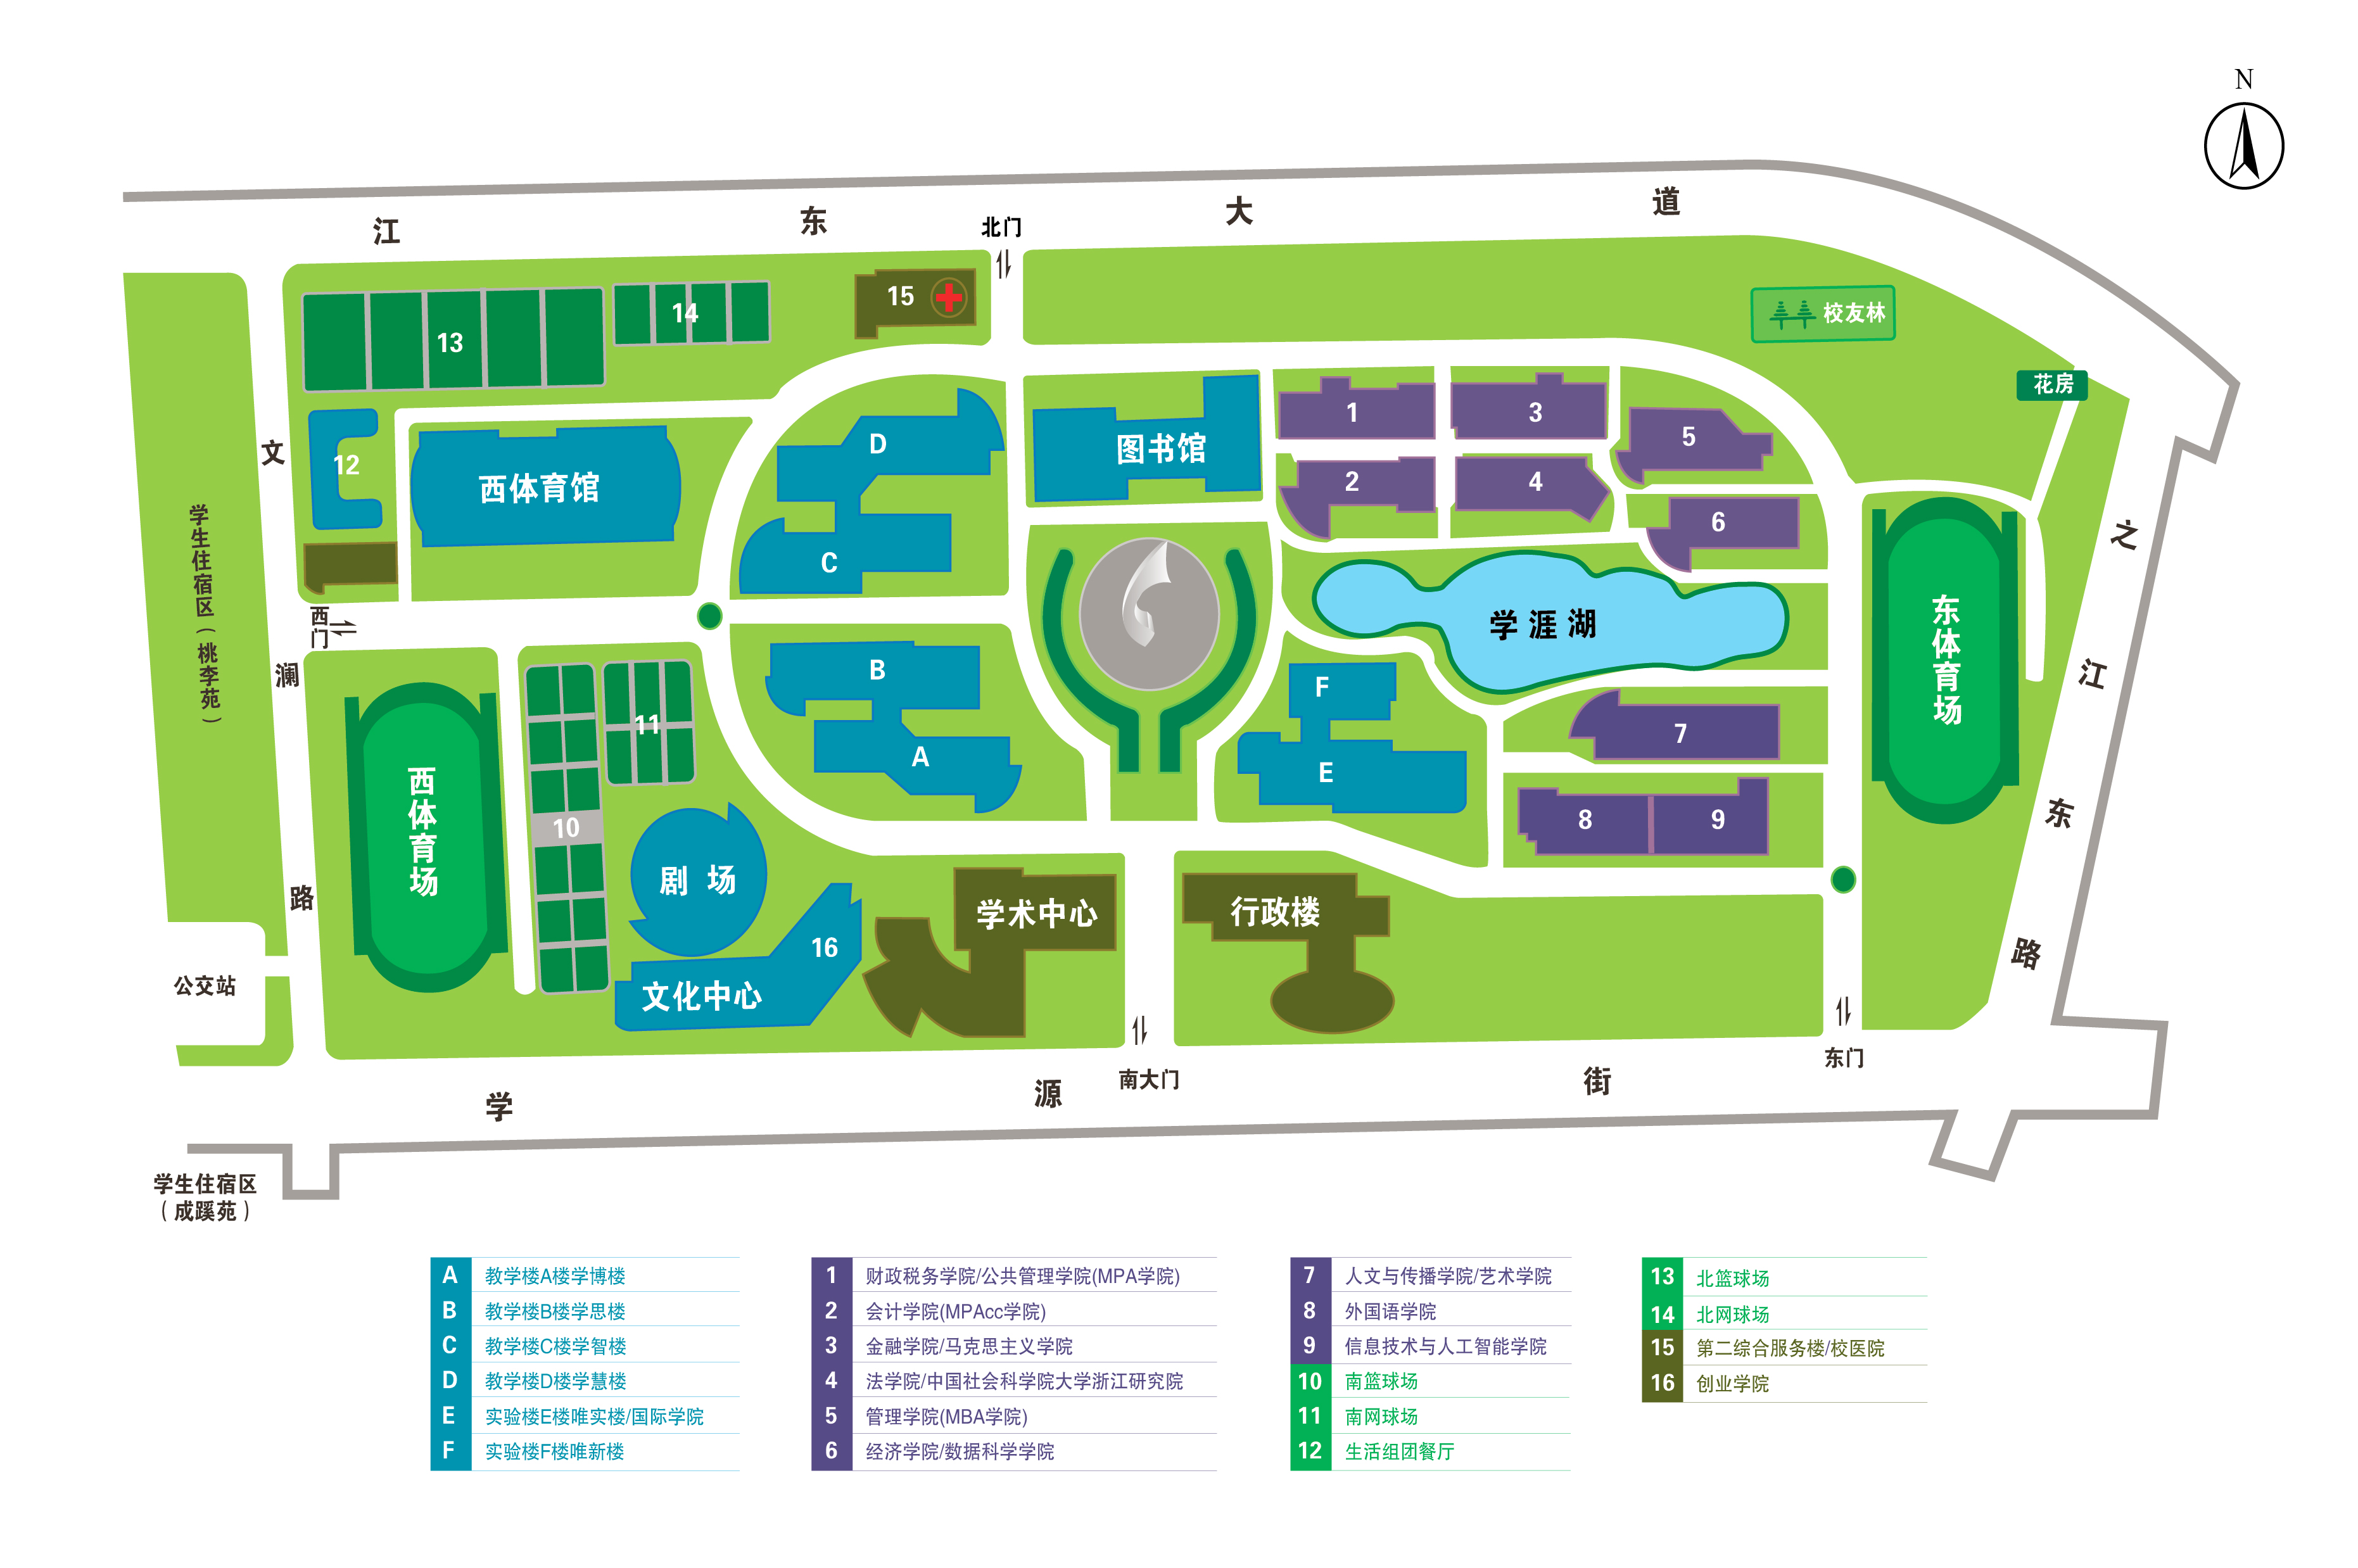 N
江东大道
北门
15
校友林
14
13
花房
D
图书馆
1
3
5
文澜路
12
西体育馆
2
4
学生住宿区(桃李苑)
6
之江东路
C
西门
学涯湖
东体育场
B
F
11
7
A
E
西体育场
10
8
9
剧场
学术中心
行政楼
16
公交站
文化中心
东门
南大门
学源街
学生住宿区
(成蹊苑)
A 教学楼A楼学博楼
B 教学楼B楼学思楼
C 教学楼C楼学智楼
D 教学楼D楼学慧楼
E 实验楼E楼唯实楼/国际学院
F 实验楼F楼唯新楼
1 财政税务学院/公共管理学院(MPA学院)
2 会计学院(MPAcc学院)
3 金融学院/马克思主义学院
4 法学院/中国社会科学院大学浙江研究院
5 管理学院(MBA学院)
6 经济学院/数据科学学院
7 人文与传播学院/艺术学院
8 外国语学院
9 信息技术与人工智能学院
10 南篮球场
11 南网球场
12 生活组团餐厅
13 北篮球场
14 北网球场
15 第二综合服务楼/校医院
16 创业学院